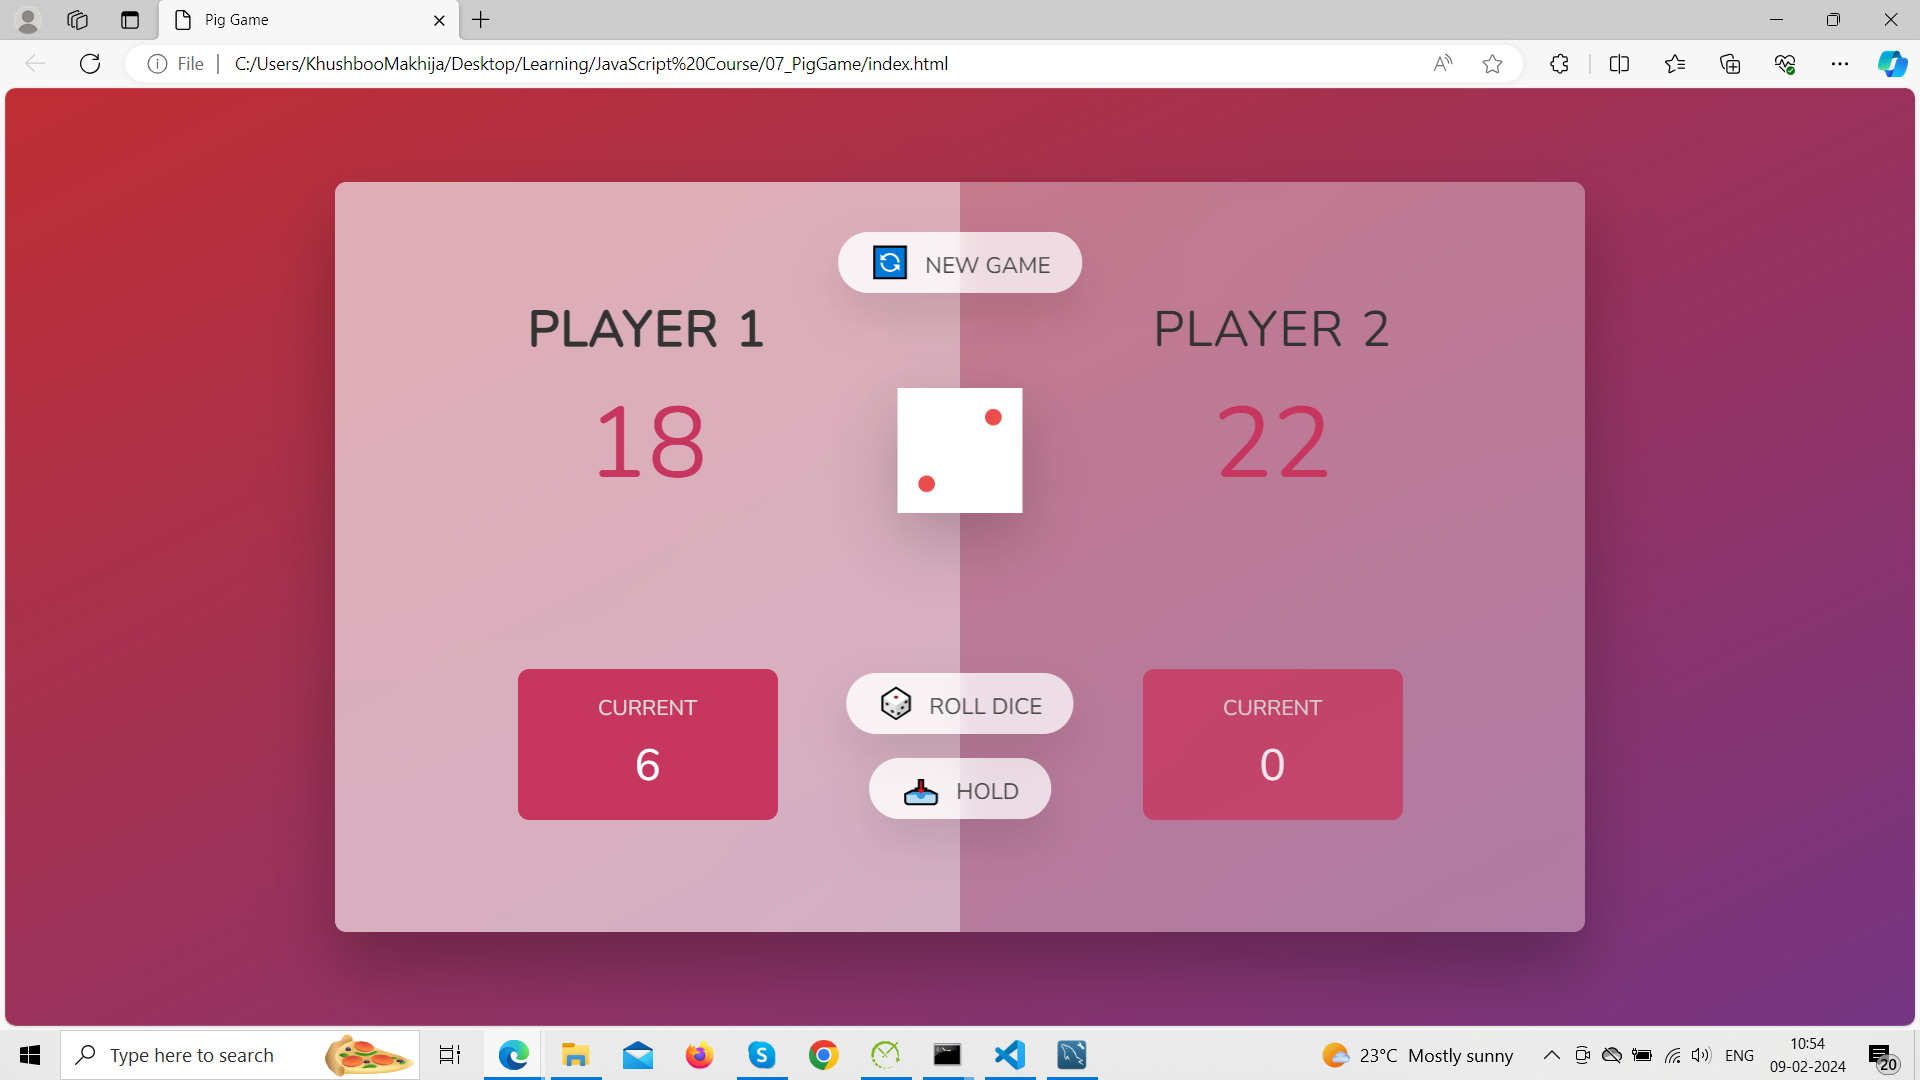 Pig Game
File
C:/Users/KhushbooMakhija/Desktop/Learning/JavaScript%20Course/07_PigGame/index.html
NEW GAME
PLAYER 1
PLAYER 2
18
22
CURRENT
6
ROLL DICE
HOLD
CURRENT
0
Type here to search
23°C Mostly sunny
ENG
10:54
09-02-2024
20